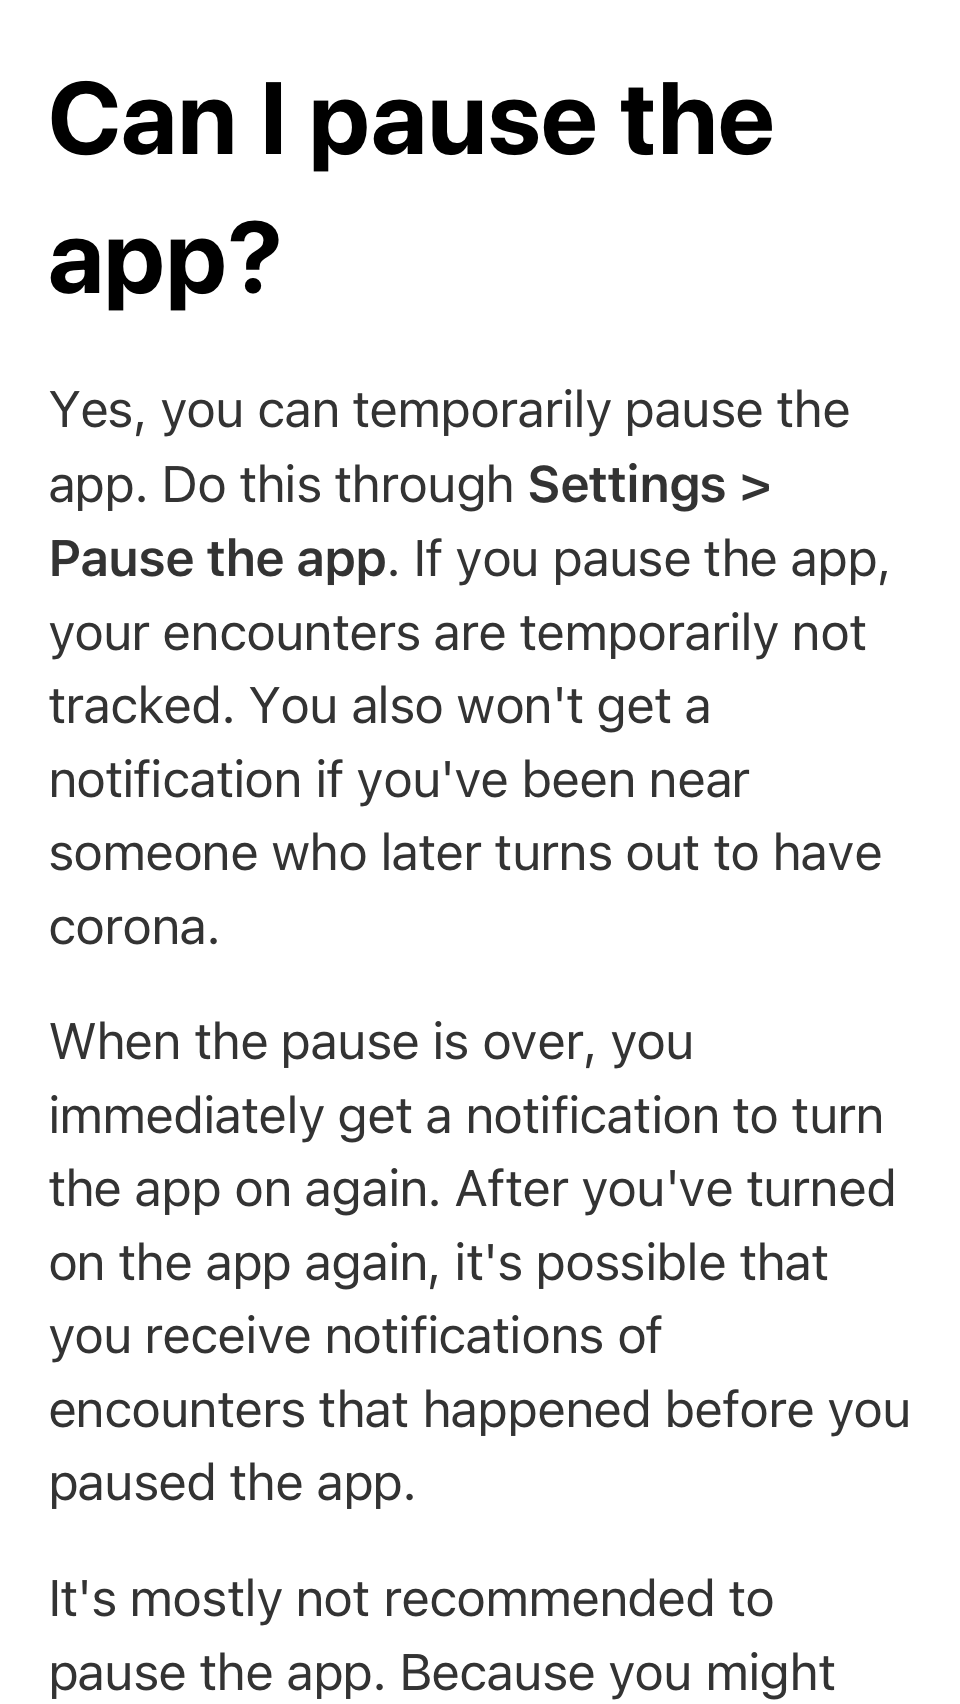 Can I pause the
app?
Yes, you can temporarily pause the
app. Do this through Settings >
Pause the app. If you pause the app,
your encounters are temporarily not
tracked. You also won't get a
notification if you've been near
someone who later turns out to have
corona.
When the pause is over, you
immediately get a notification to turn
the app on again. After you've turned
on the app again, it's possible that
you receive notifications of
encounters that happened before you
paused the app.
It's mostly not recommended to
pause the app. Because you might